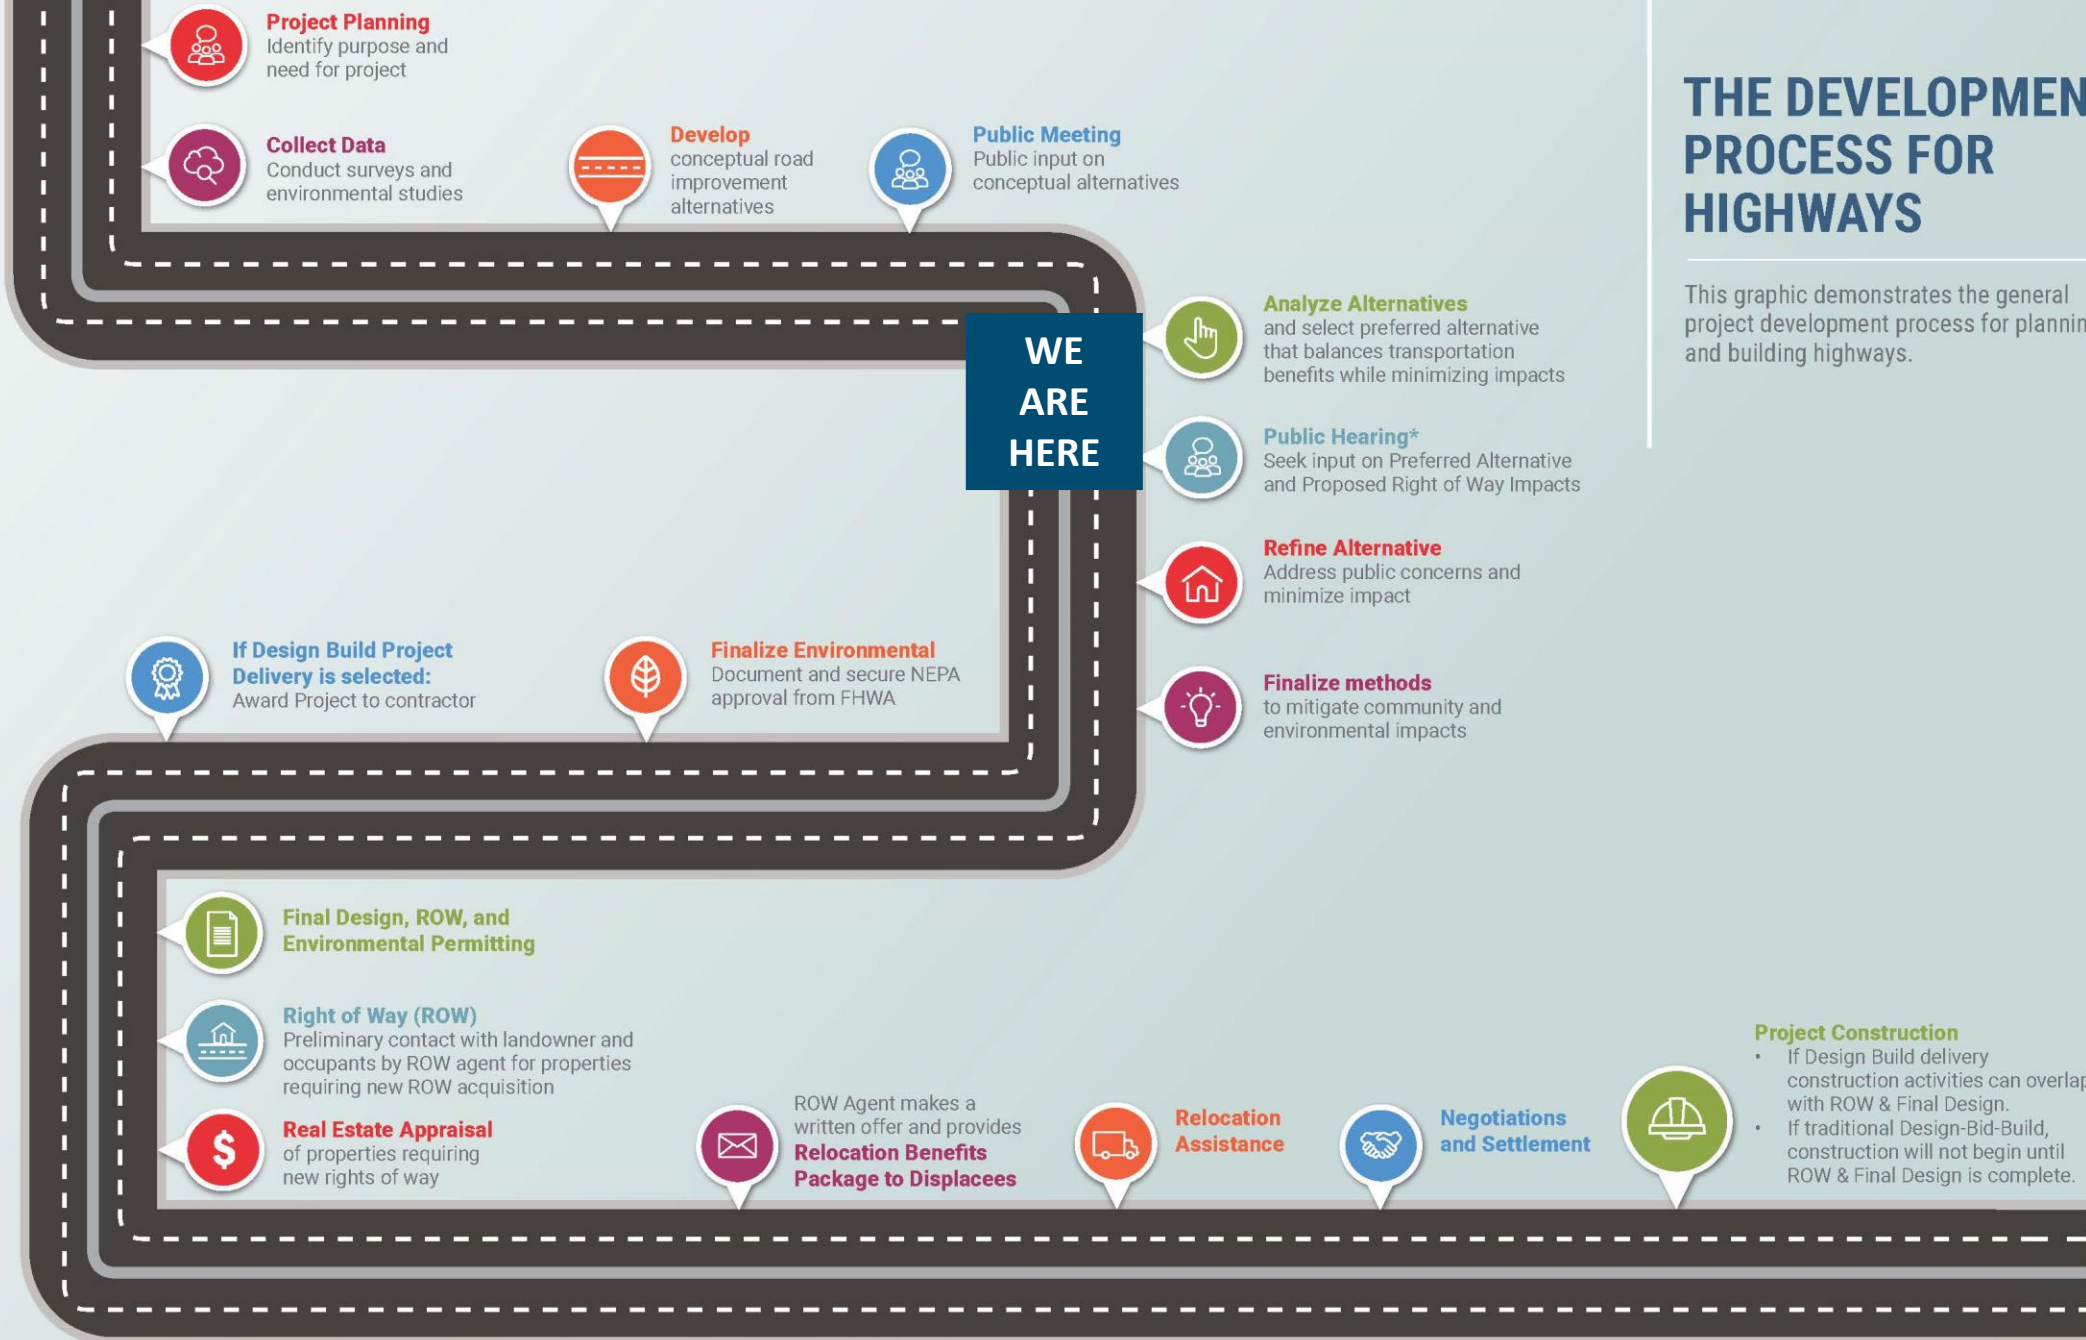 Project Planning
Identify purpose and
need for project
Collect Data
Conduct surveys and
environmental studies
Develop
conceptual road
improvement
alternatives
Public Meeting
Public input on
conceptual alternatives
THE DEVELOPMEN
PROCESS FOR
HIGHWAYS
This graphic demonstrates the general
project development process for plannin
and building highways.
WE
ARE
HERE
Analyze Alternatives
and select preferred alternative
that balances transportation
benefits while minimizing impacts
Public Hearing*
Seek input on Preferred Alternative
and Proposed Right of Way Impacts
Refine Alternative
Address public concerns and
minimize impact
Finalize methods
to mitigate community and
environmental impacts
Finalize Environmental
Document and secure NEPA
approval from FHWA
If Design Build Project
Delivery is selected:
Award Project to contractor
Final Design, ROW, and
Environmental Permitting
Right of Way (ROW)
Preliminary contact with landowner and
occupants by ROW agent for properties
requiring new ROW acquisition
Real Estate Appraisal
of properties requiring
new rights of way
ROW Agent makes a
written offer and provides
Relocation Benefits
Package to Displacees
Relocation
Assistance
Negotiations
and Settlement
Project Construction
• If Design Build delivery
construction activities can overlap
with ROW & Final Design.
• If traditional Design-Bid-Build,
construction will not begin until
ROW & Final Design is complete.
$